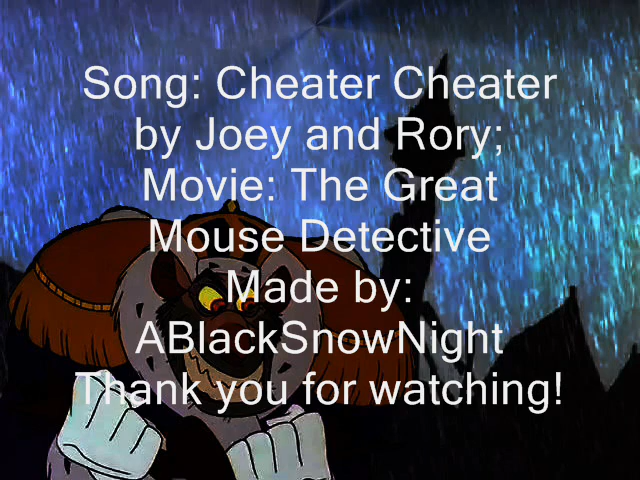 Song: Cheater Cheater
by Joey and Rory;
Movie: The Great
Mouse Detective
Made by:
ABlackSnowNight
Thank you for watching!